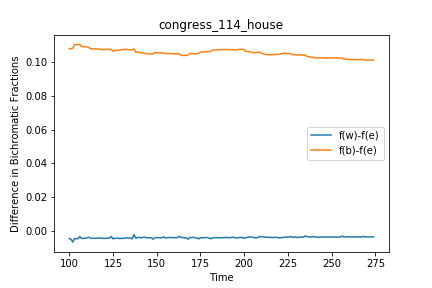 congress_114_house
Difference in Bichromatic Fractions
0.10
0.08
0.06
0.04
0.02
0.00
f(w)-f(e)
f(b)-f(e)
100 125 150 175 200 225 250 275
Time